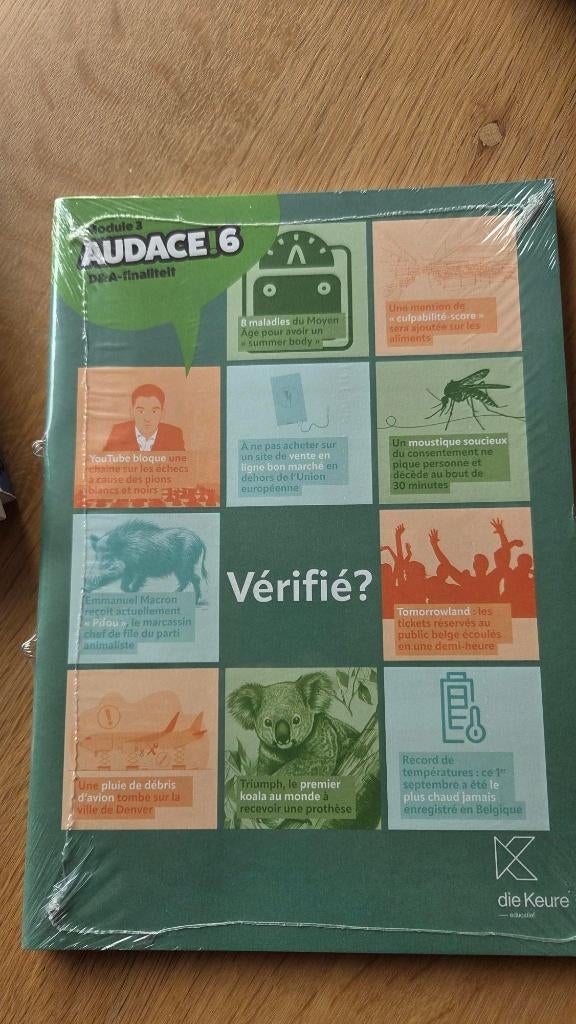 Module 3
AUDACE!6
D&A-finaliteit
8 maladies du Moyen
Âge pour avoir un
« summer body »
Une mention de
« culpabilité-score »
sera ajoutée sur les
aliments
YouTube bloque une
chaîne sur les échecs
à cause des pions
blancs et noirs
À ne pas acheter sur
un site de vente en
ligne bon marché en
dehors de l'Union
européenne
Un moustique soucieux
du consentement ne
pique personne et
décède au bout de
30 minutes
Emmanuel Macron
reçoit actuellement
« Pifou », le marcassin
chef de file du parti
animaliste
Vérifié?
Tomorrowland : les
tickets réservés au
public belge écoulés
en une demi-heure
Une pluie de débris
d'avion tombe sur la
ville de Denver
Triumph, le premier
koala au monde à
recevoir une prothèse
Record de
températures : ce 1er
septembre a été le
plus chaud jamais
enregistré en Belgique
die Keure
educatief